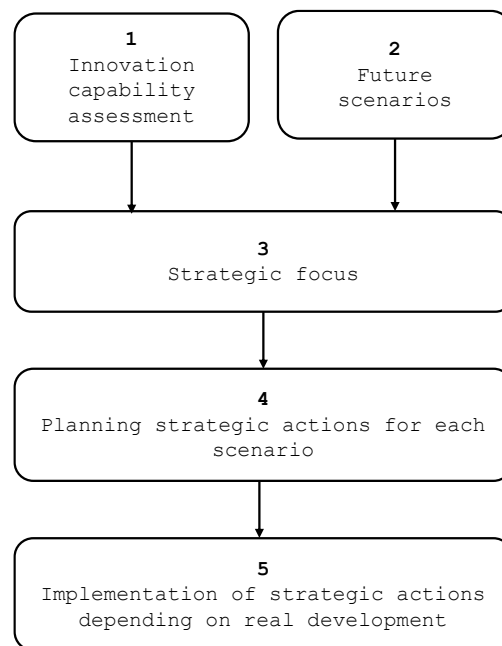 1
Innovation
capability
assessment
2
Future
scenarios
3
Strategic focus
4
Planning strategic actions for each
scenario
5
Implementation of strategic actions
depending on real development